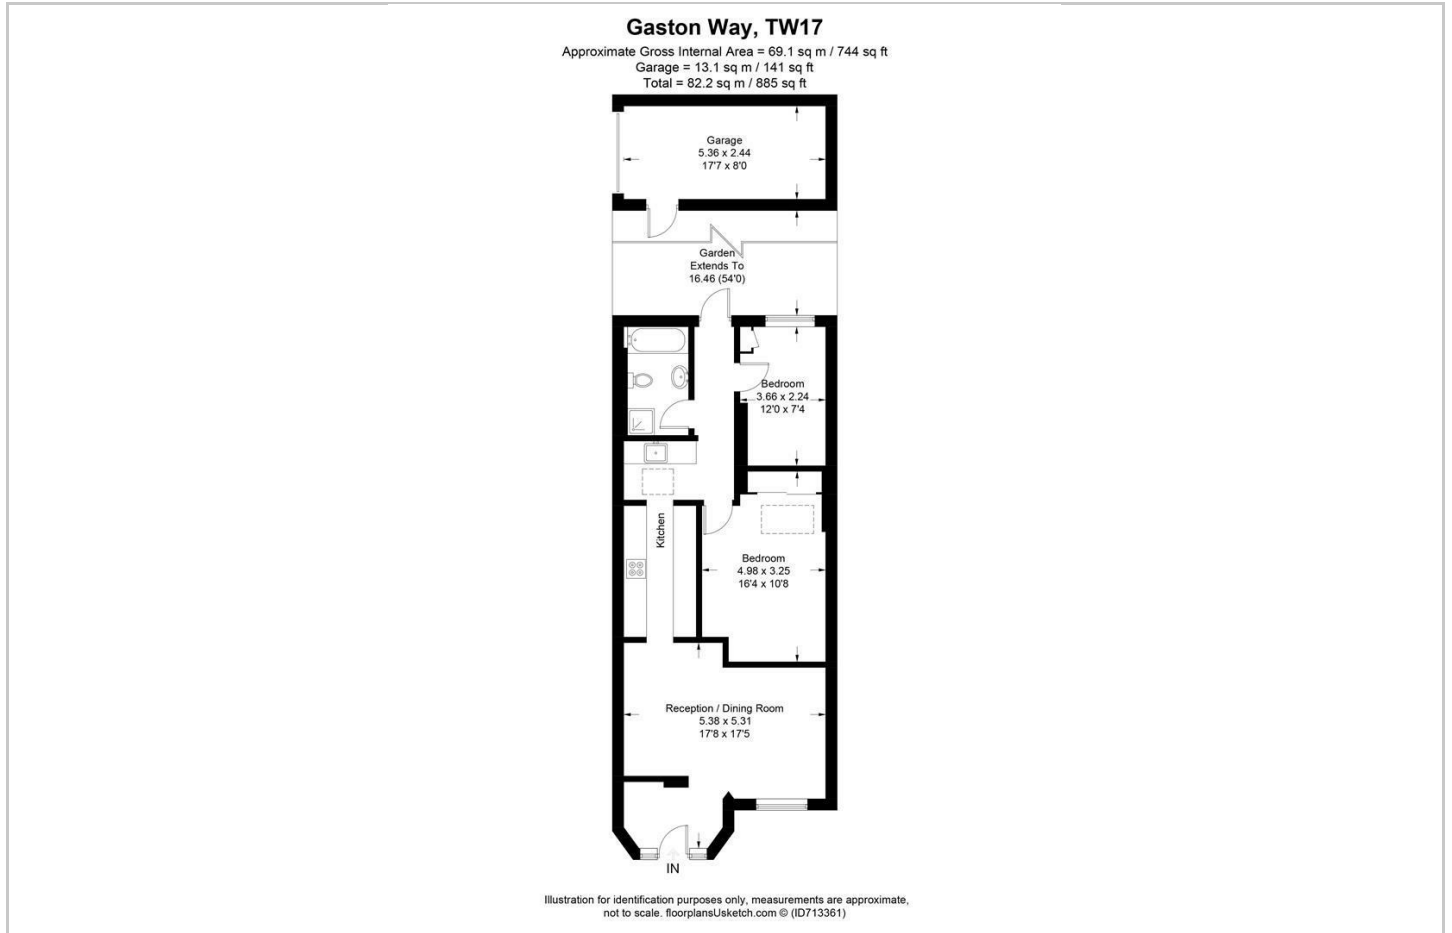 Gaston Way, TW17
Approximate Gross Internal Area = 69.1 sq m / 744 sq ft
Garage = 13.1 sq m / 141 sq ft
Total = 82.2 sq m / 885 sq ft
Garage
5.36 x 2.44
17'7 x 8'0
Garden
Extends To
16.46 (54'0)
Bedroom
3.66 x 2.24
12'0 x 7'4
Kitchen
Bedroom
4.98 x 3.25
16'4 x 10'8
Reception / Dining Room
5.38 x 5.31
17'8 x 17'5
IN
Illustration for identification purposes only, measurements are approximate,
not to scale. floorplansUsketch.com © (ID713361)